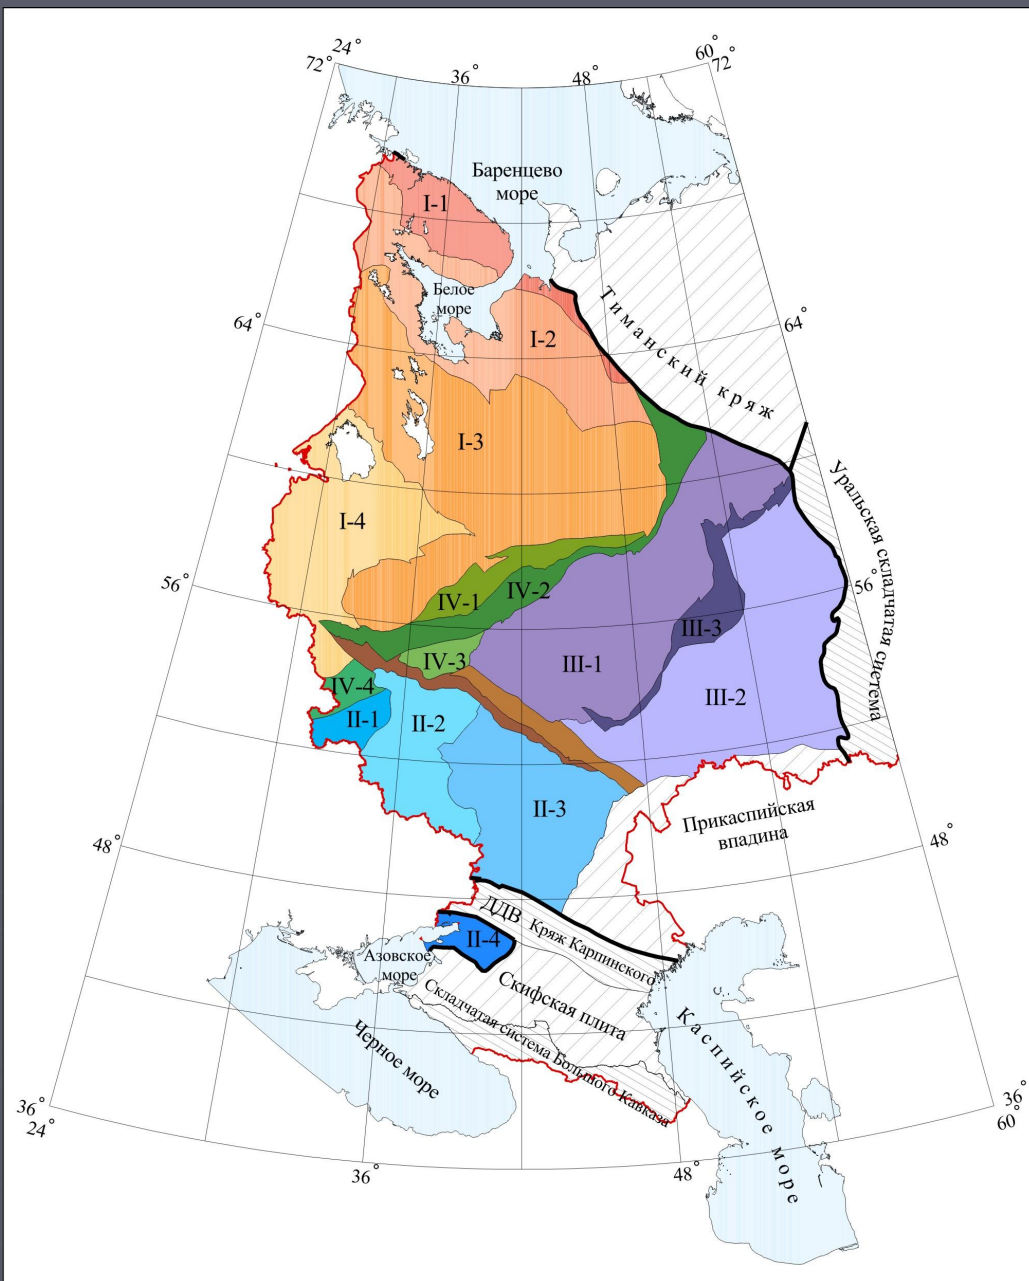 24°
72°
36°
48°
60°
72°
Баренцево
море
I-1
Белое
море
I-2
64°
64°
Тиманский кряж
I-3
I-4
Уральская складчатая система
56°
56°
IV-1
IV-2
IV-3
III-1
III-3
III-2
IV-4
II-1
II-2
II-3
Прикаспийская
впадина
48°
48°
ДДВ
Кряж Карпинского
II-4
Азовское
море
Скифская плита
Складчатая система Большого Кавказа
Черное море
Каспийское море
36°
24°
36°
60°
36°
48°